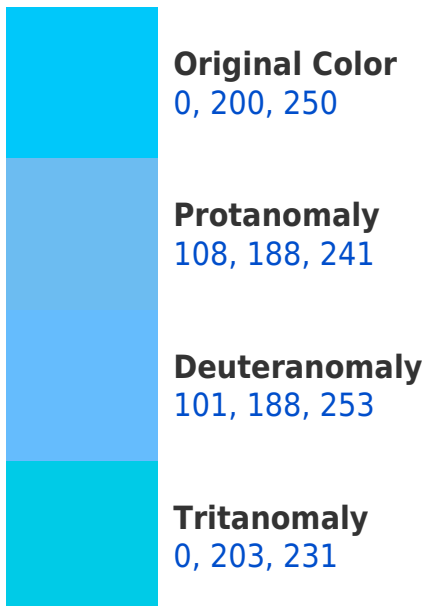 Original Color
0, 200, 250
Protanomaly
108, 188, 241
Deuteranomaly
101, 188, 253
Tritanomaly
0, 203, 231